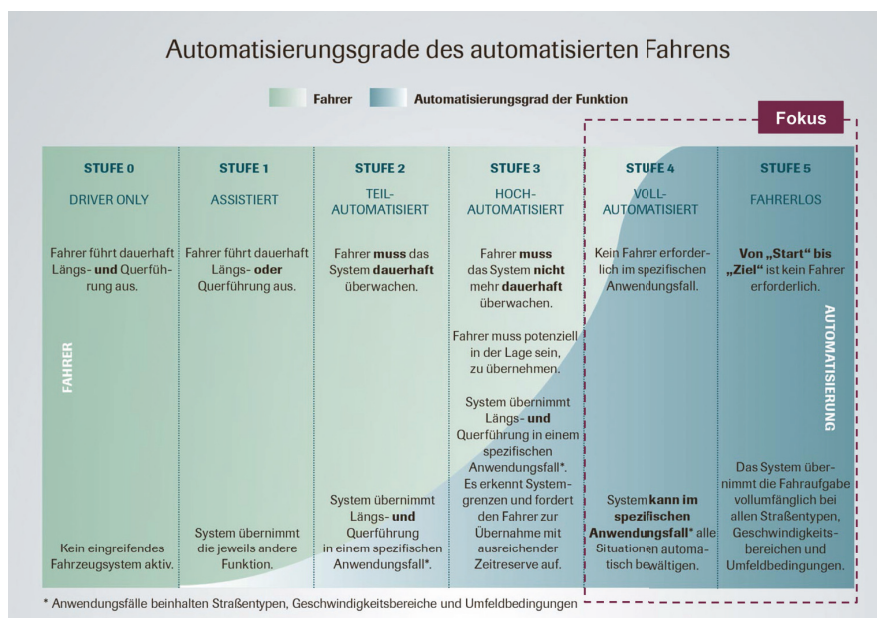 Automatisierungsgrade des automatisierten Fahrens
Fahrer
Automatisierungsgrad der Funktion
Fokus
STUFE 0
DRIVER ONLY
Fahrer führt dauerhaft
Längs- und Querfüh-
rung aus.
FAHRER
Kein eingreifendes
Fahrzeugsystem aktiv.
STUFE 1
ASSISTIERT
Fahrer führt dauerhaft
Längs- oder
Querführung aus.
System übernimmt
die jeweils andere
Funktion.
STUFE 2
TEIL-
AUTOMATISIERT
Fahrer muss das
System dauerhaft
überwachen.
System übernimmt
Längs- und
Querführung
in einem spezifischen
Anwendungsfall*.
STUFE 3
HOCH-
AUTOMATISIERT
Fahrer muss
das System nicht
mehr dauerhaft
überwachen.
Fahrer muss potenziell
in der Lage sein,
zu übernehmen.
System übernimmt
Längs- und
Querführung in einem
spezifischen
Anwendungsfall*.
Es erkennt System-
grenzen und fordert
den Fahrer zur
Übernahme mit
ausreichender
Zeitreserve auf.
STUFE 4
VOLL-
AUTOMATISIERT
Kein Fahrer erforder-
lich im spezifischen
Anwendungsfall.
System kann im
spezifischen
Anwendungsfall* alle
Situationen automa-
tisch bewältigen.
STUFE 5
FAHRERLOS
Von „Start" bis
„Ziel" ist kein Fahrer
erforderlich.
AUTOMATISIERUNG
Das System über-
nimmt die Fahraufgabe
vollumfänglich bei
allen Straßentypen,
Geschwindigkeits-
bereichen und
Umfeldbedingungen.
* Anwendungsfälle beinhalten Straßentypen, Geschwindigkeitsbereiche und Umfeldbedingungen